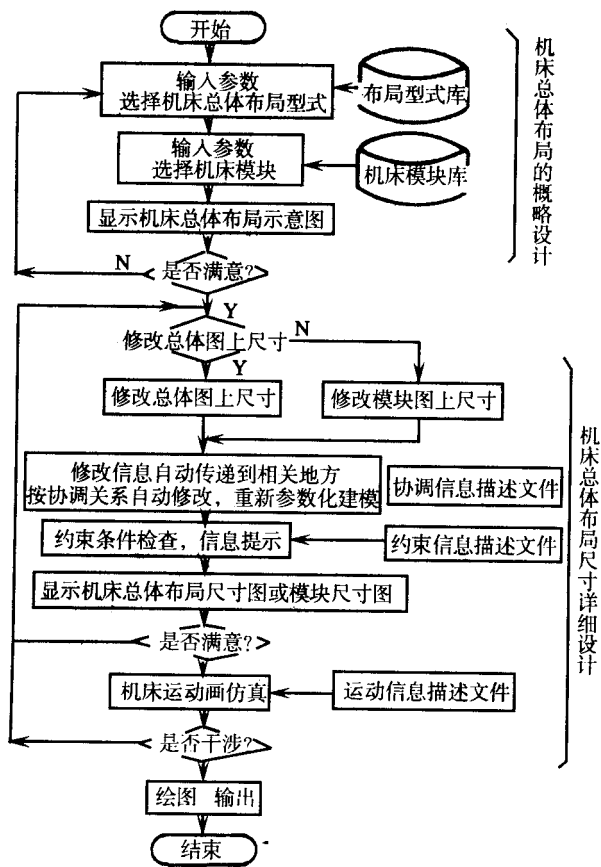 开始
输入参数
选择机床总体布局型式
布局型式库
输入参数
选择机床模块
机床模块库
显示机床总体布局示意图
N
是否满意?
Y
修改总体图上尺寸
N
Y
修改总体图上尺寸
修改模块图上尺寸
修改信息自动传递到相关地方
按协调关系自动修改，重新参数化建模
协调信息描述文件
约束条件检查，信息提示
约束信息描述文件
显示机床总体布局尺寸图或模块尺寸图
是否满意?
机床运动画仿真
运动信息描述文件
是否干涉?
绘图 输出
结束
机床总体布局的概略设计
机床总体布局尺寸详细设计